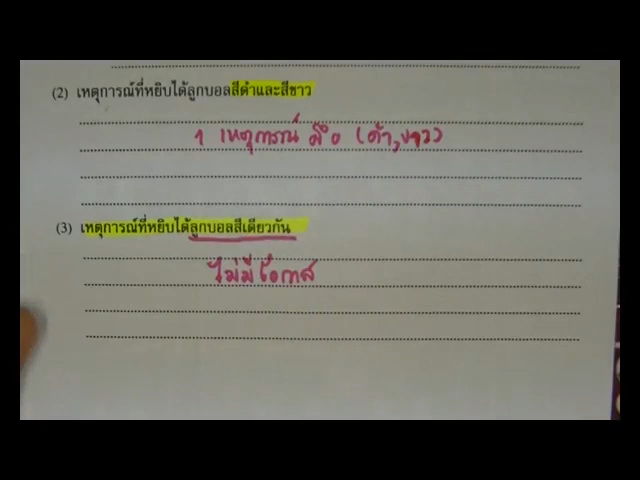 (2) เหตุการณ์ที่หยิบได้ลูกบอลสีดำและสีขาว
1 เหตุการณ์ คือ (ดำ,ขาว)
(3) เหตุการณ์ที่หยิบได้ลูกบอลสีเดียวกัน
ไม่มีโอกาส